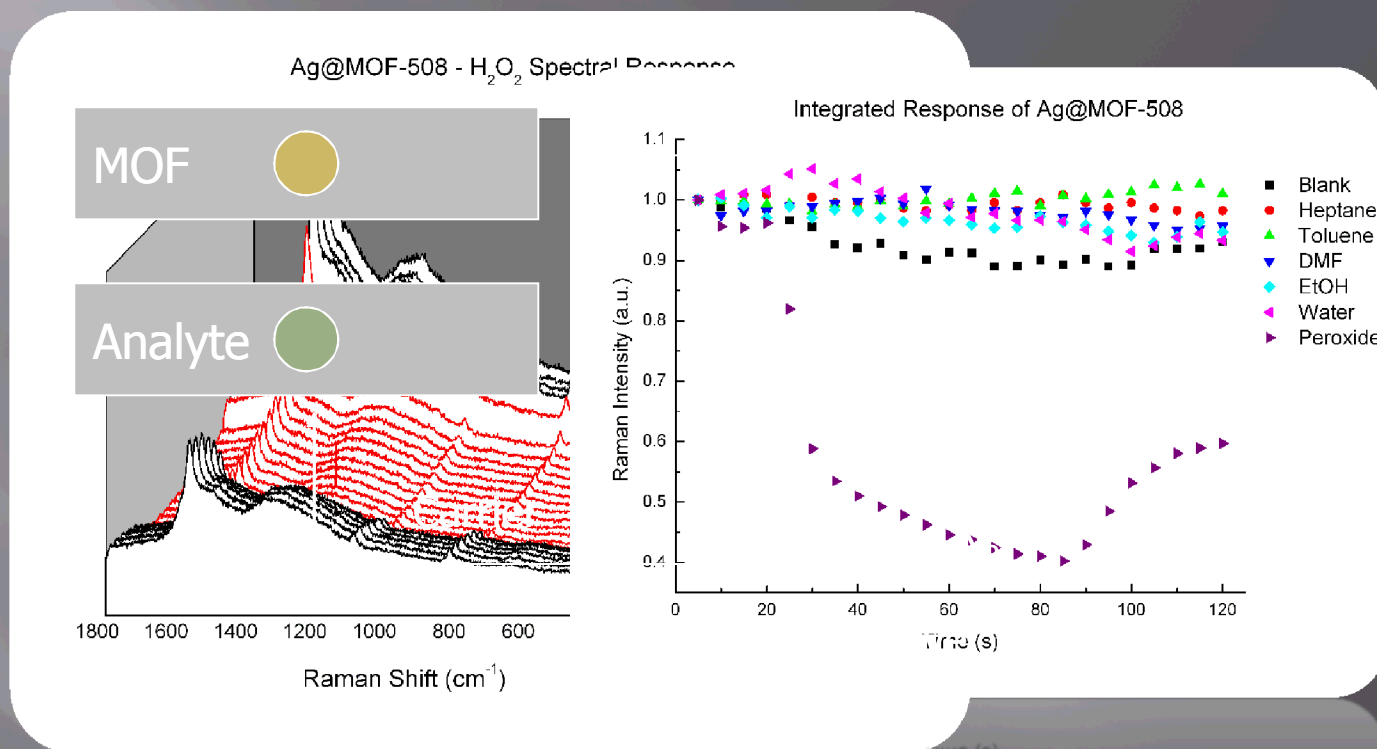 Ag@MOF-508 - H₂O₂ Spectral Response
MOF
Analyte
1800 1600 1400 1200 1000 800 600
Raman Shift (cm⁻¹)
Integrated Response of Ag@MOF-508
1.1
1.0
0.9
0.8
0.7
0.6
0.5
0.4
Raman Intensity (a.u.)
0 20 40 60 80 100 120
Time (s)
Blank
Heptane
Toluene
DMF
EtOH
Water
Peroxide